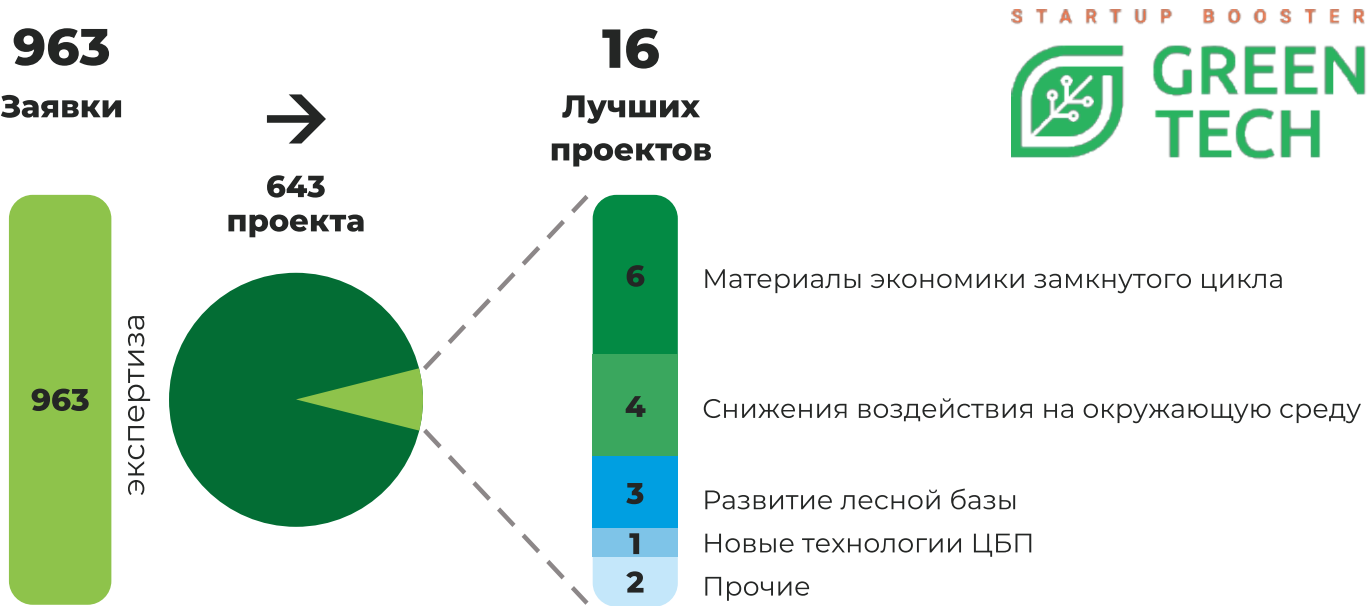 963
Заявки
643
проекта
963
экспертиза
16
Лучших
проектов
STARTUP BOOSTER
GREEN
TECH
6
Материалы экономики замкнутого цикла
4
Снижения воздействия на окружающую среду
3
Развитие лесной базы
1
Новые технологии ЦБП
2
Прочие